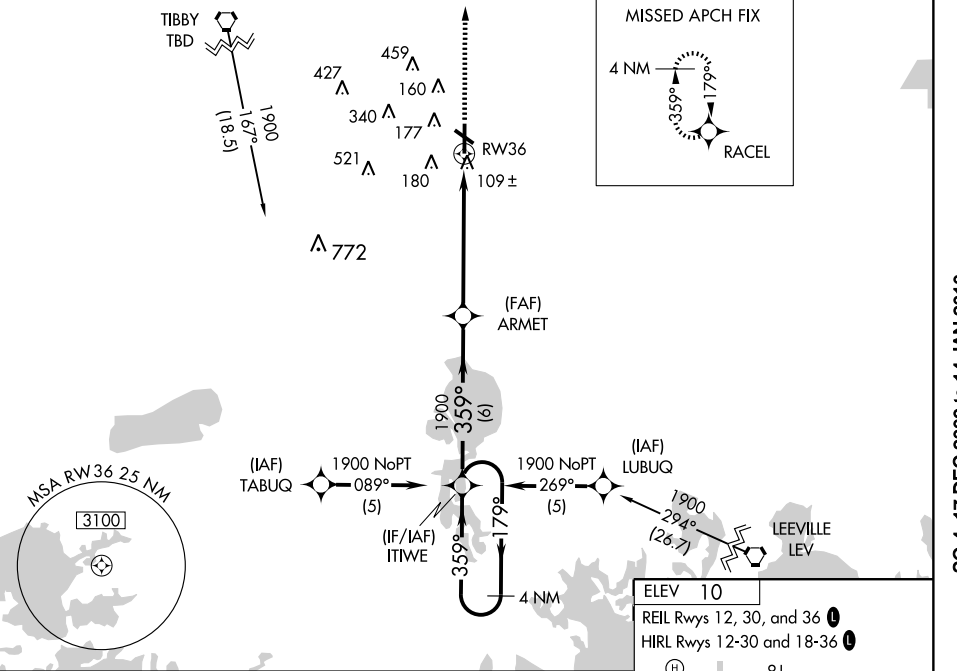 TIBBY
TBD
1900
167°
(18.5)
459
427
160
340
177
521
180
RW36
109 ±
772
MISSED APCH FIX
4 NM
359°
179°
RACEL
(FAF)
ARMET
1900
359°
(6)
(IAF)
TABUQ
1900 NoPT
089°
(5)
(IF/IAF)
ITIWE
1900 NoPT
269°
(5)
(IAF)
LUBUQ
1900
294°
(26.7)
LEEVILLE
LEV
359°
179°
4 NM
MSA RW36 25 NM
3100
ELEV 10
REIL Rwys 12, 30, and 36 L
HIRL Rwys 12-30 and 18-36 L
H